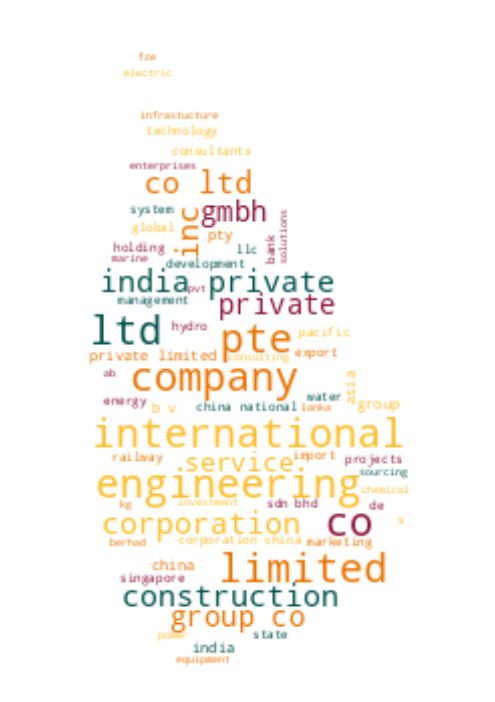 fze
electric
infrastucture
technology
consultants
enterprises
co ltd
system
gmbh
inc
global
pty
bank
solutions
holding
llc
marine
development
india private
pvt
management
private
ltd
hydro
pte
pacific
private limited
consulting
export
ab
company
asia
energy
b v
china national
water
lanka
group
international
railway
service
import
projects
sourcing
engineering
chemical
kg
investment
sdn bhd
de
corporation
co
s
berhad
corporation china
marketing
china
limited
singapore
construction
group co
power
state
india
equipment